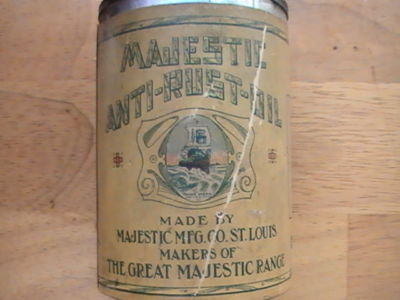 MAJESTIC
ANTI-RUST-OIL
MADE BY
MAJESTIC MFG. CO. ST. LOUIS
MAKERS OF
THE GREAT MAJESTIC RANGE